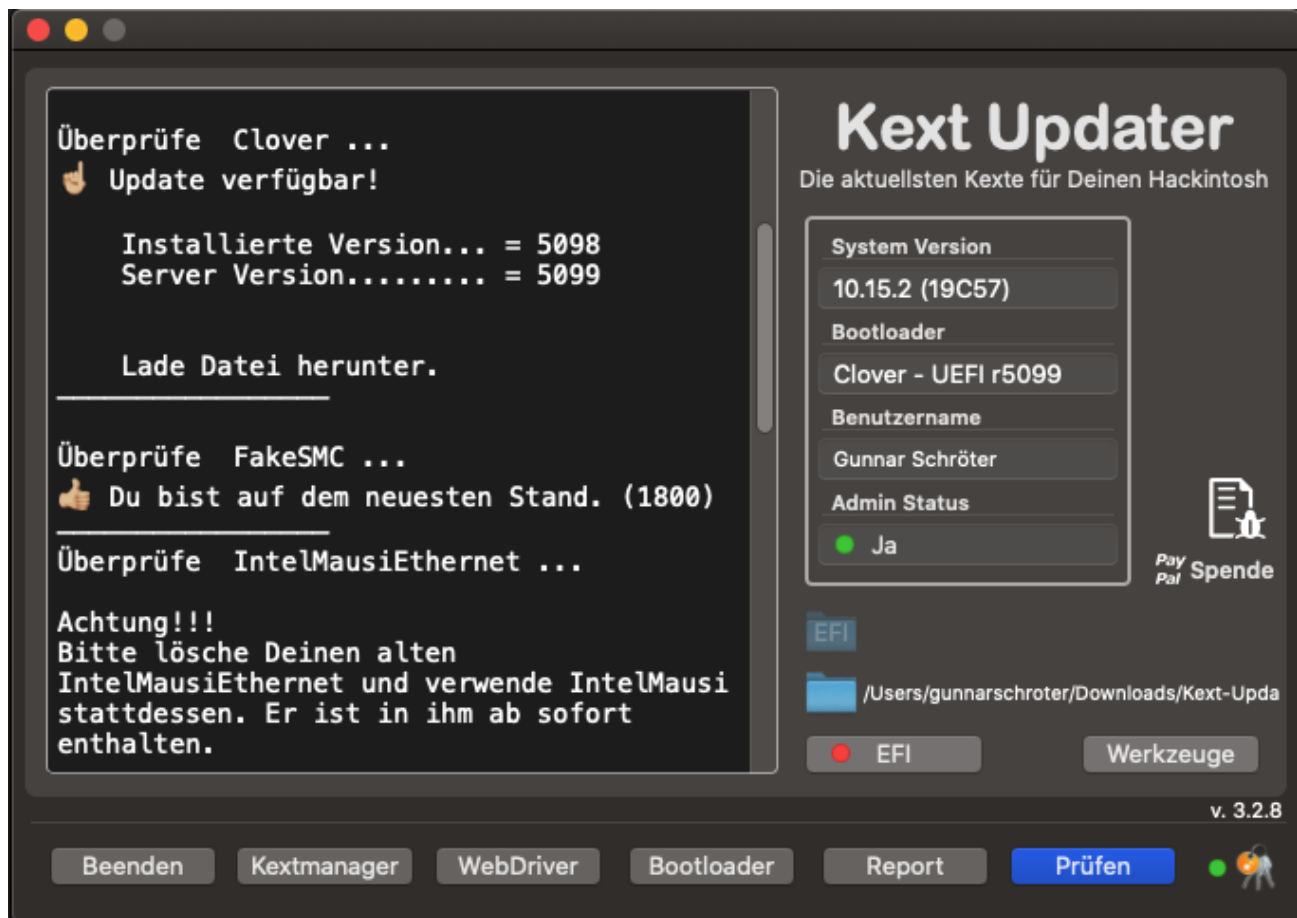 Überprüfe Clover ...
☝🏼 Update verfügbar!
Installierte Version... = 5098
Server Version......... = 5099
Lade Datei herunter.
Überprüfe FakeSMC ...
👍🏼 Du bist auf dem neuesten Stand. (1800)
Überprüfe IntelMausiEthernet ...
Achtung!!!
Bitte lösche Deinen alten
IntelMausiEthernet und verwende IntelMausi
stattdessen. Er ist in ihm ab sofort
enthalten.
Kext Updater
Die aktuellsten Kexte für Deinen Hackintosh
System Version
10.15.2 (19C57)
Bootloader
Clover - UEFI r5099
Benutzername
Gunnar Schröter
Admin Status
Ja
Pay
Pal Spende
EFI
/Users/gunnarschroter/Downloads/Kext-Upda
EFI
Werkzeuge
v. 3.2.8
Beenden
Kextmanager
WebDriver
Bootloader
Report
Prüfen